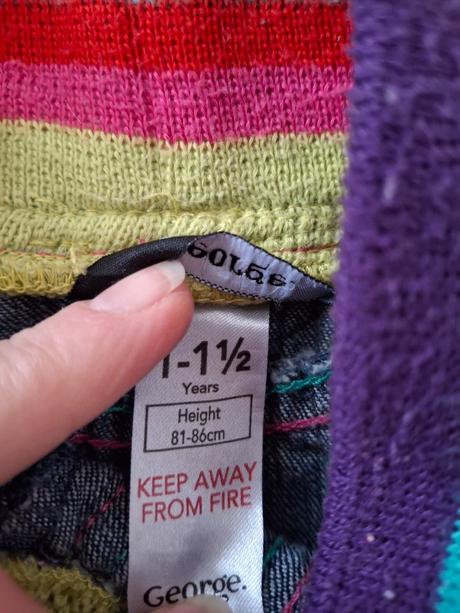 1-1½
Years
Height
81-86cm
KEEP AWAY
FROM FIRE
George.